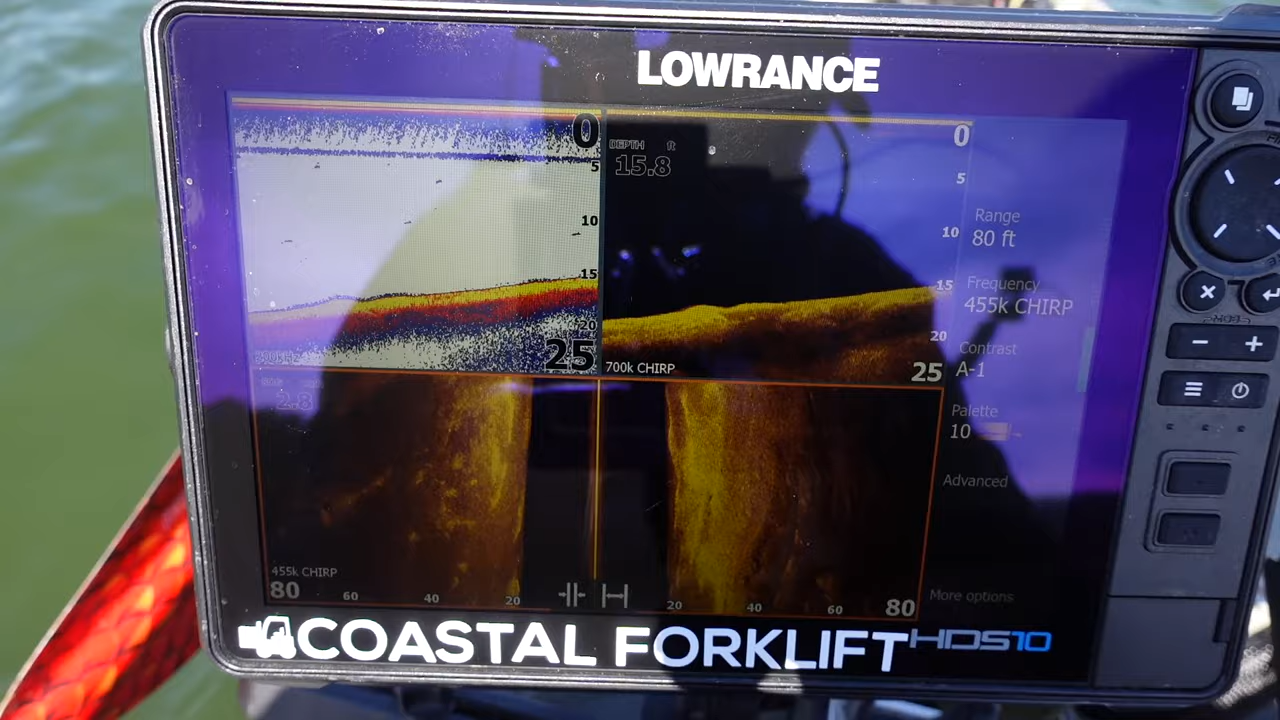 LOWRANCE
0
5
10
15
20
25
DEPTH ft
15.8
0
5
10
15
20
25
700k CHIRP
Range
80 ft
Frequency
455k CHIRP
Contrast
A-1
Palette
10
Advanced
More options
2.8
455k CHIRP
80 60 40 20 20 40 60 80
COASTAL FORKLIFT HDS10